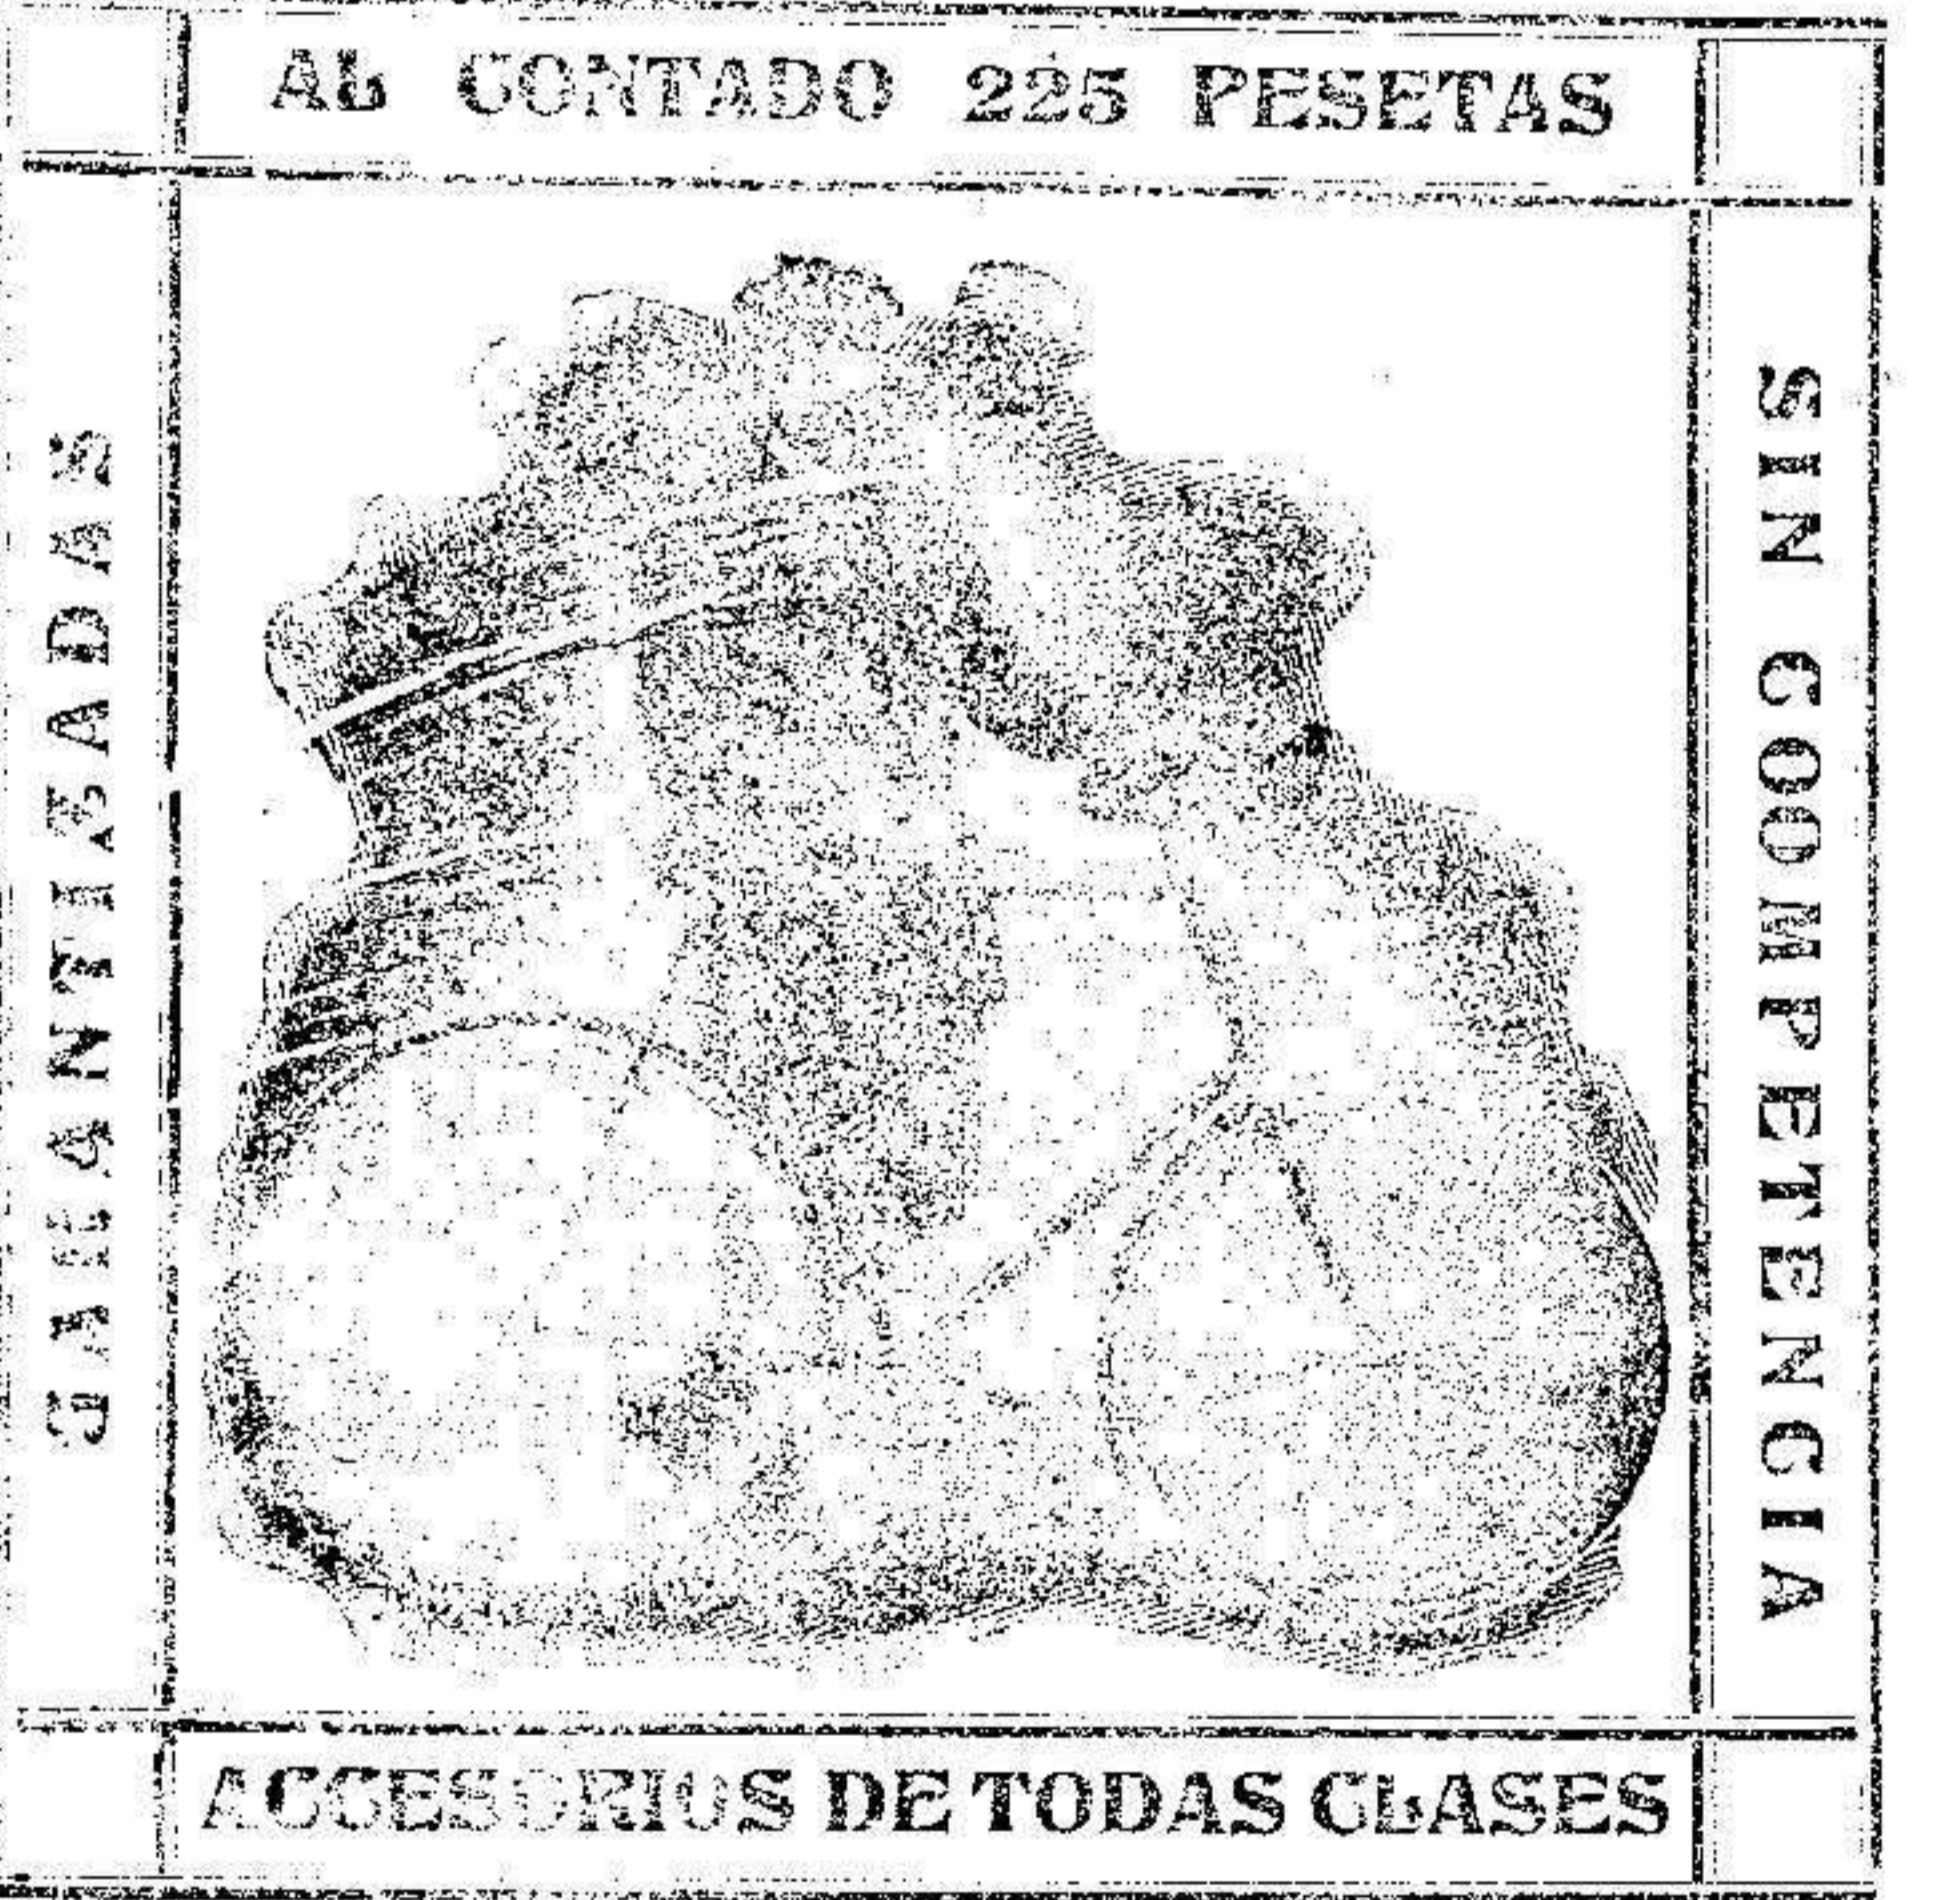 AL CONTADO 225 PESETAS
GARANTIZADAS
SIN COMPETENCIA
ACCESORIOS DE TODAS CLASES